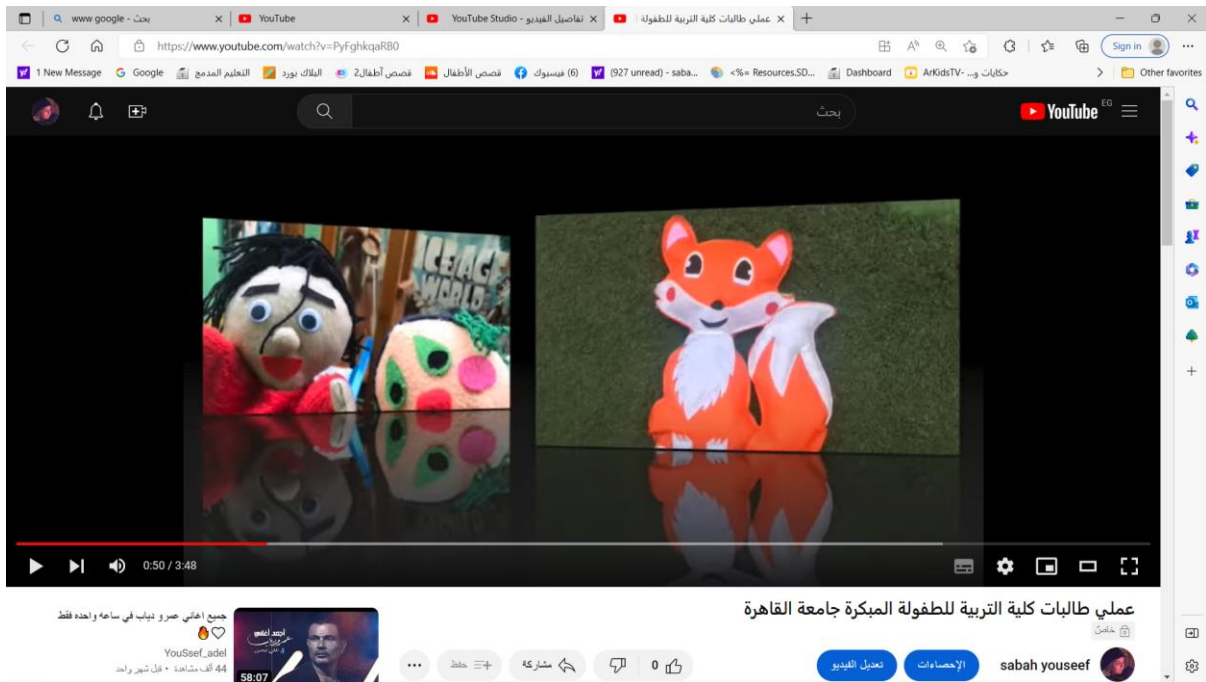 www google - بحث
YouTube
YouTube Studio - تفاصيل الفيديو
عملي طالبات كلية التربية للطفولة
https://www.youtube.com/watch?v=PyFghkqaRB0
Sign in
1 New Message
Google
التعليم المدمج
البلاك بورد
قصص أطفال2
قصص الأطفال
(6) فيسبوك
(927 unread) - saba...
<%= Resources.SD...
Dashboard
ArKidsTV -حكايات و...
Other favorites
بحث
YouTube EG
ICE AGE
WORLD
0:50 / 3:48
عملي طالبات كلية التربية للطفولة المبكرة جامعة القاهرة
خاص
sabah youseef
الإحصاءات
تعديل الفيديو
0
مشاركة
حفظ
جميع اغاني عمرو دياب في ساعه واحده فقط
YouSsef_adel
44 ألف مشاهدة • قبل شهر واحد
58:07